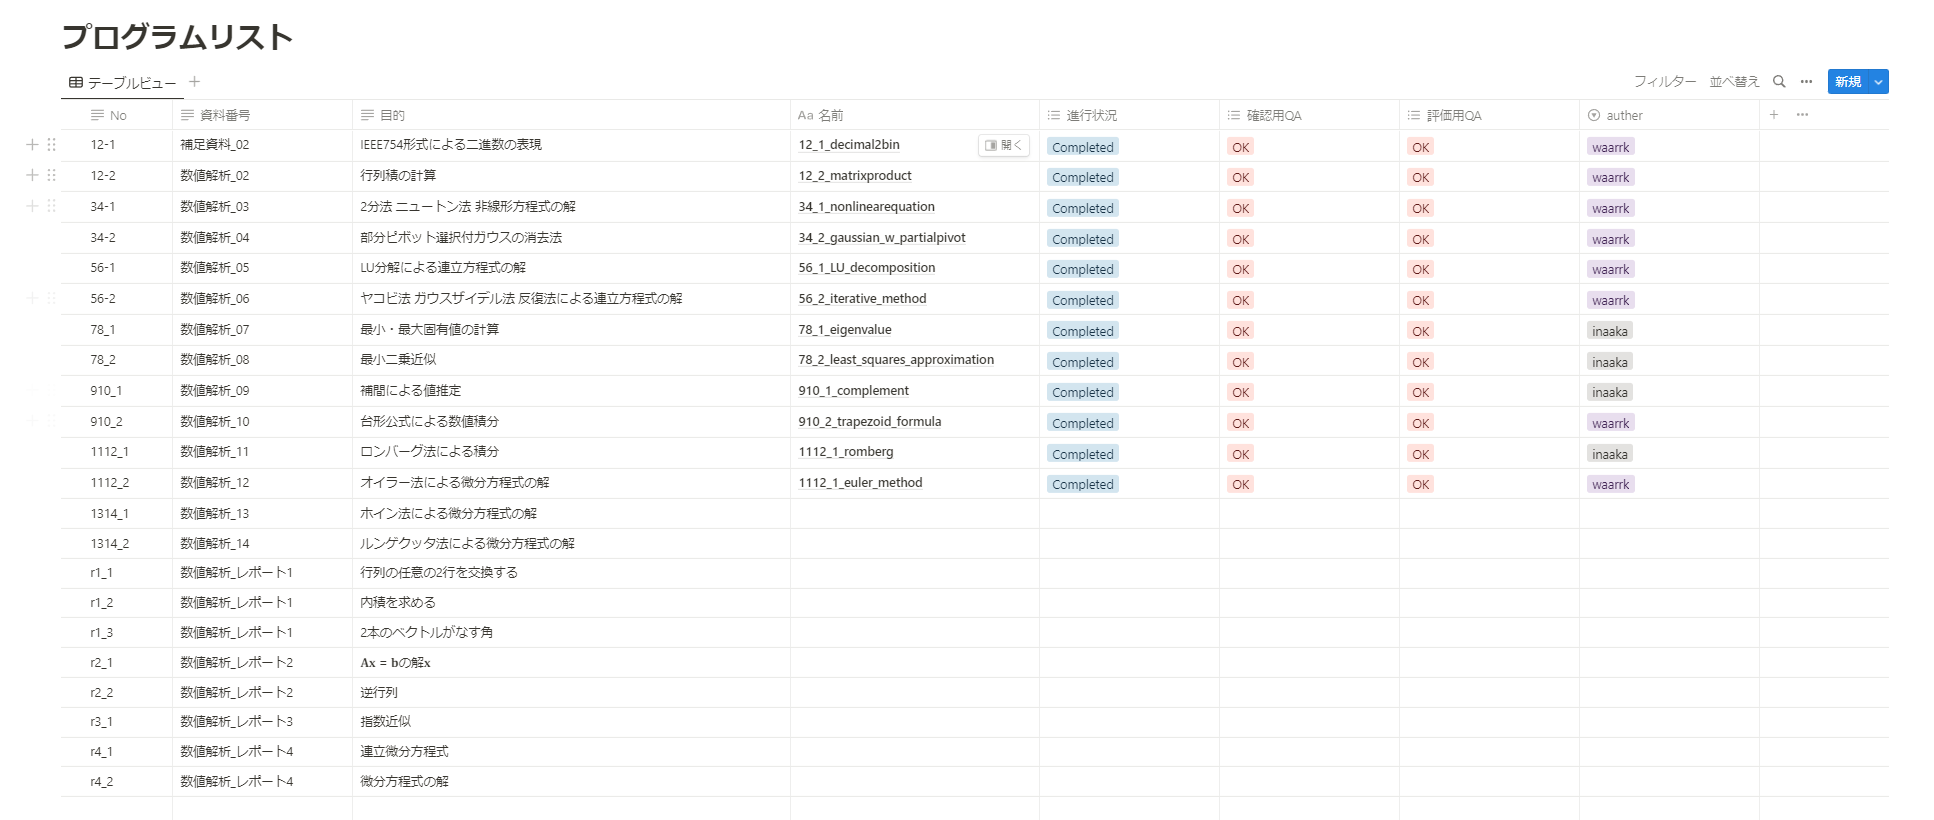 プログラムリスト
テーブルビュー
フィルター 並べ替え 新規
No 資料番号 目的 Aa 名前 進行状況 確認用QA 評価用QA auther
12-1 補足資料_02 IEEE754形式による二進数の表現 12_1_decimal2bin 開く Completed OK OK waarrk
12-2 数値解析_02 行列積の計算 12_2_matrixproduct Completed OK OK waarrk
34-1 数値解析_03 2分法 ニュートン法 非線形方程式の解 34_1_nonlinearequation Completed OK OK waarrk
34-2 数値解析_04 部分ピボット選択付ガウスの消去法 34_2_gaussian_w_partialpivot Completed OK OK waarrk
56-1 数値解析_05 LU分解による連立方程式の解 56_1_LU_decomposition Completed OK OK waarrk
56-2 数値解析_06 ヤコビ法 ガウスザイデル法 反復法による連立方程式の解 56_2_iterative_method Completed OK OK waarrk
78_1 数値解析_07 最小・最大固有値の計算 78_1_eigenvalue Completed OK OK inaaka
78_2 数値解析_08 最小二乗近似 78_2_least_squares_approximation Completed OK OK inaaka
910_1 数値解析_09 補間による値推定 910_1_complement Completed OK OK inaaka
910_2 数値解析_10 台形公式による数値積分 910_2_trapezoid_formula Completed OK OK waarrk
1112_1 数値解析_11 ロンバーグ法による積分 1112_1_romberg Completed OK OK inaaka
1112_2 数値解析_12 オイラー法による微分方程式の解 1112_1_euler_method Completed OK OK waarrk
1314_1 数値解析_13 ホイン法による微分方程式の解
1314_2 数値解析_14 ルンゲクッタ法による微分方程式の解
r1_1 数値解析_レポート1 行列の任意の2行を交換する
r1_2 数値解析_レポート1 内積を求める
r1_3 数値解析_レポート1 2本のベクトルがなす角
r2_1 数値解析_レポート2 Ax = bの解x
r2_2 数値解析_レポート2 逆行列
r3_1 数値解析_レポート3 指数近似
r4_1 数値解析_レポート4 連立微分方程式
r4_2 数値解析_レポート4 微分方程式の解